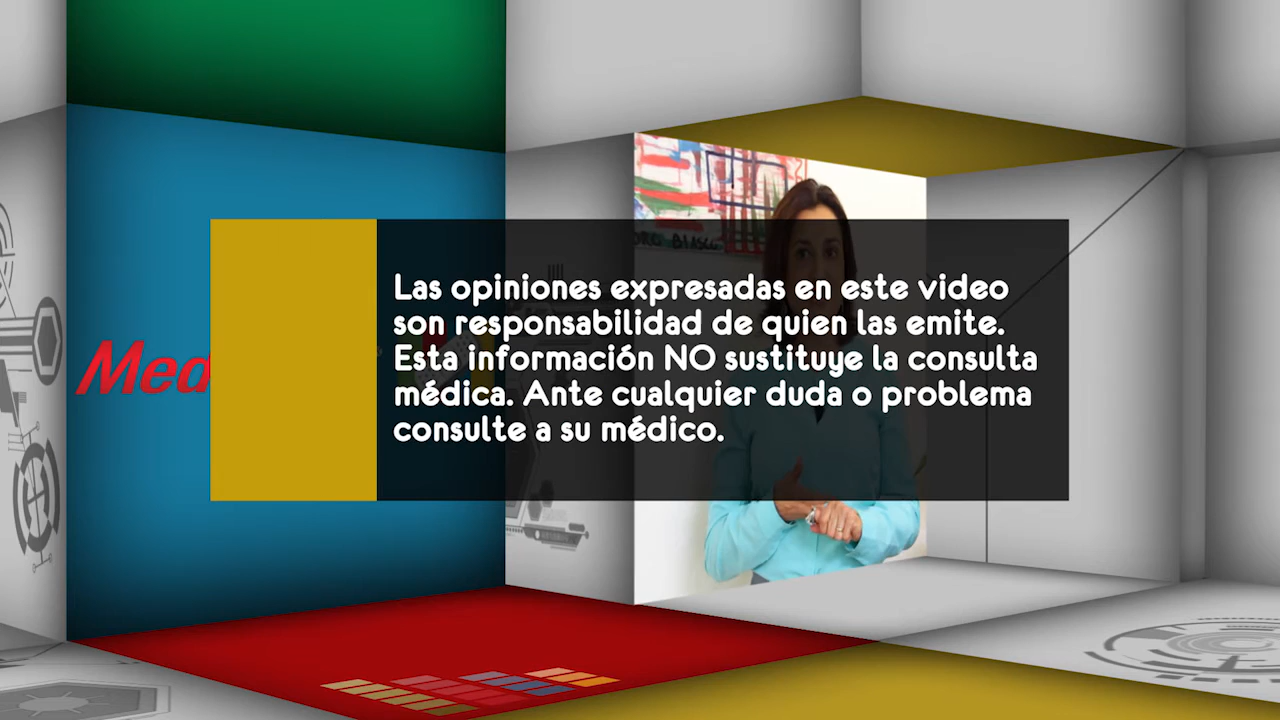 Las opiniones expresadas en este video
son responsabilidad de quien las emite.
Esta información NO sustituye la consulta
médica. Ante cualquier duda o problema
consulte a su médico.
Med